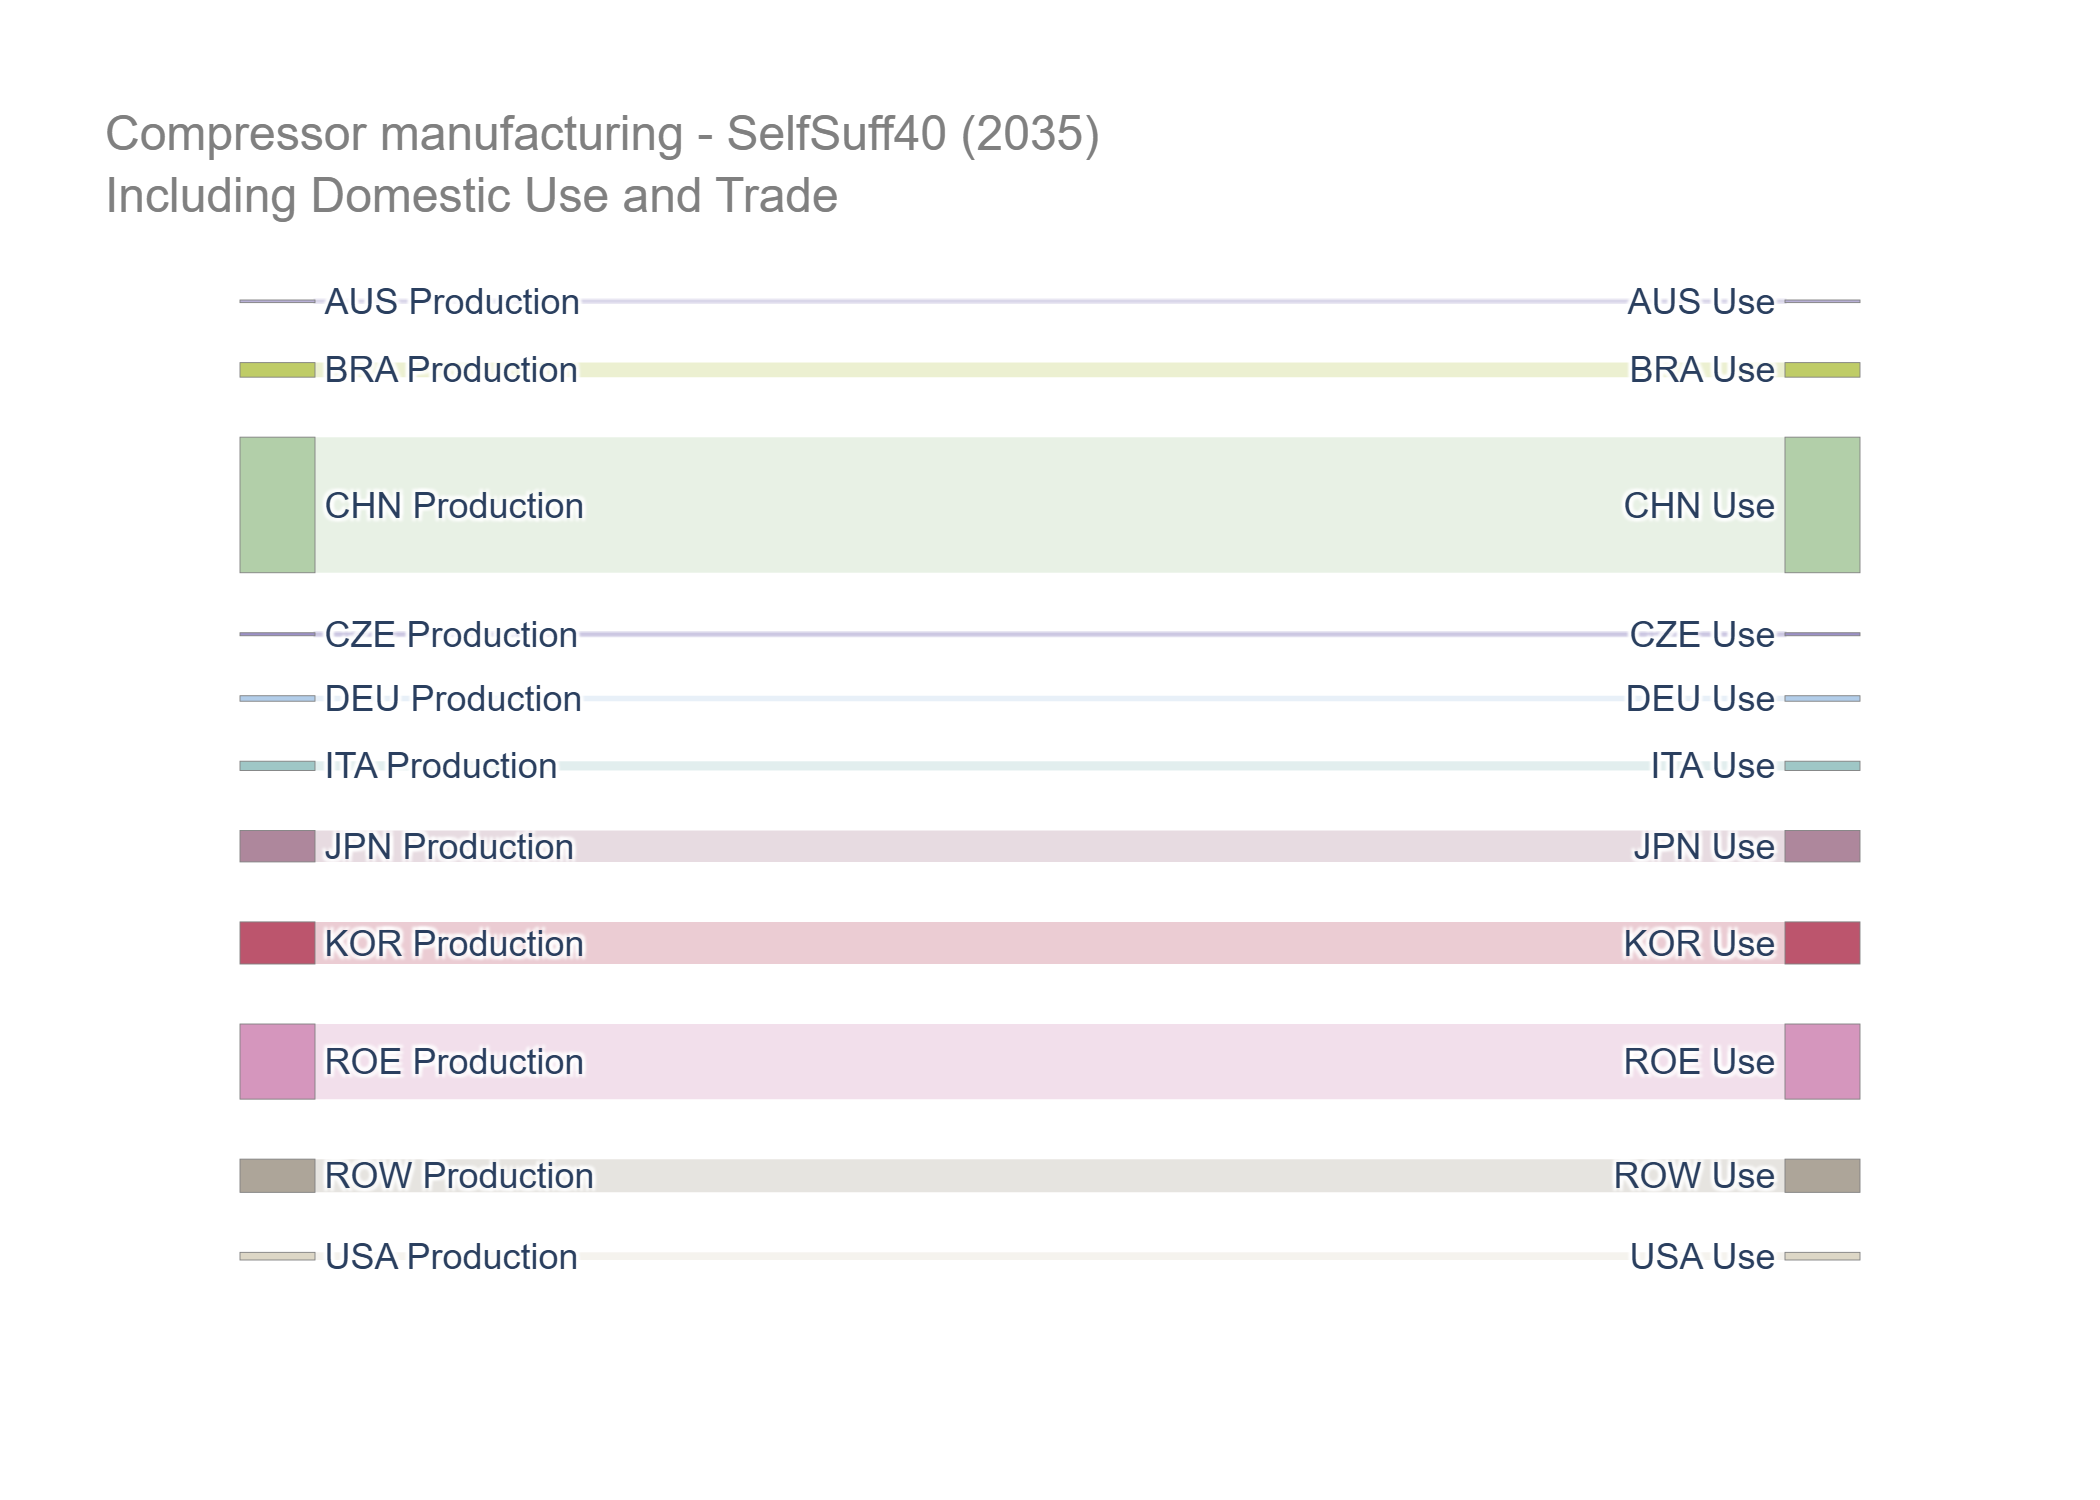 Compressor manufacturing - SelfSuff40 (2035)
Including Domestic Use and Trade
AUS Production
AUS Use
BRA Production
BRA Use
CHN Production
CHN Use
CZE Production
CZE Use
DEU Production
DEU Use
ITA Production
ITA Use
JPN Production
JPN Use
KOR Production
KOR Use
ROE Production
ROE Use
ROW Production
ROW Use
USA Production
USA Use